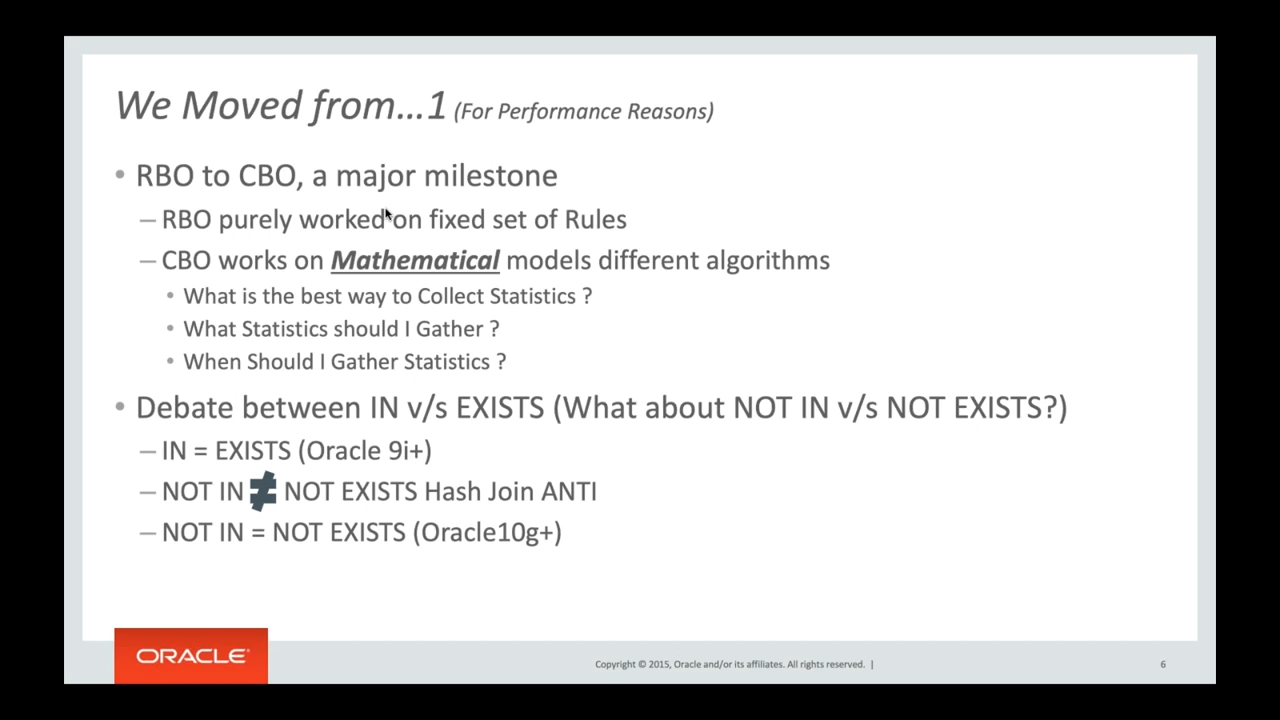 We Moved from...1 (For Performance Reasons)
• RBO to CBO, a major milestone
– RBO purely worked on fixed set of Rules
– CBO works on Mathematical models different algorithms
• What is the best way to Collect Statistics ?
• What Statistics should I Gather ?
• When Should I Gather Statistics ?
• Debate between IN v/s EXISTS (What about NOT IN v/s NOT EXISTS?)
– IN = EXISTS (Oracle 9i+)
– NOT IN ≠ NOT EXISTS Hash Join ANTI
– NOT IN = NOT EXISTS (Oracle10g+)
ORACLE®
Copyright © 2015, Oracle and/or its affiliates. All rights reserved. |
6